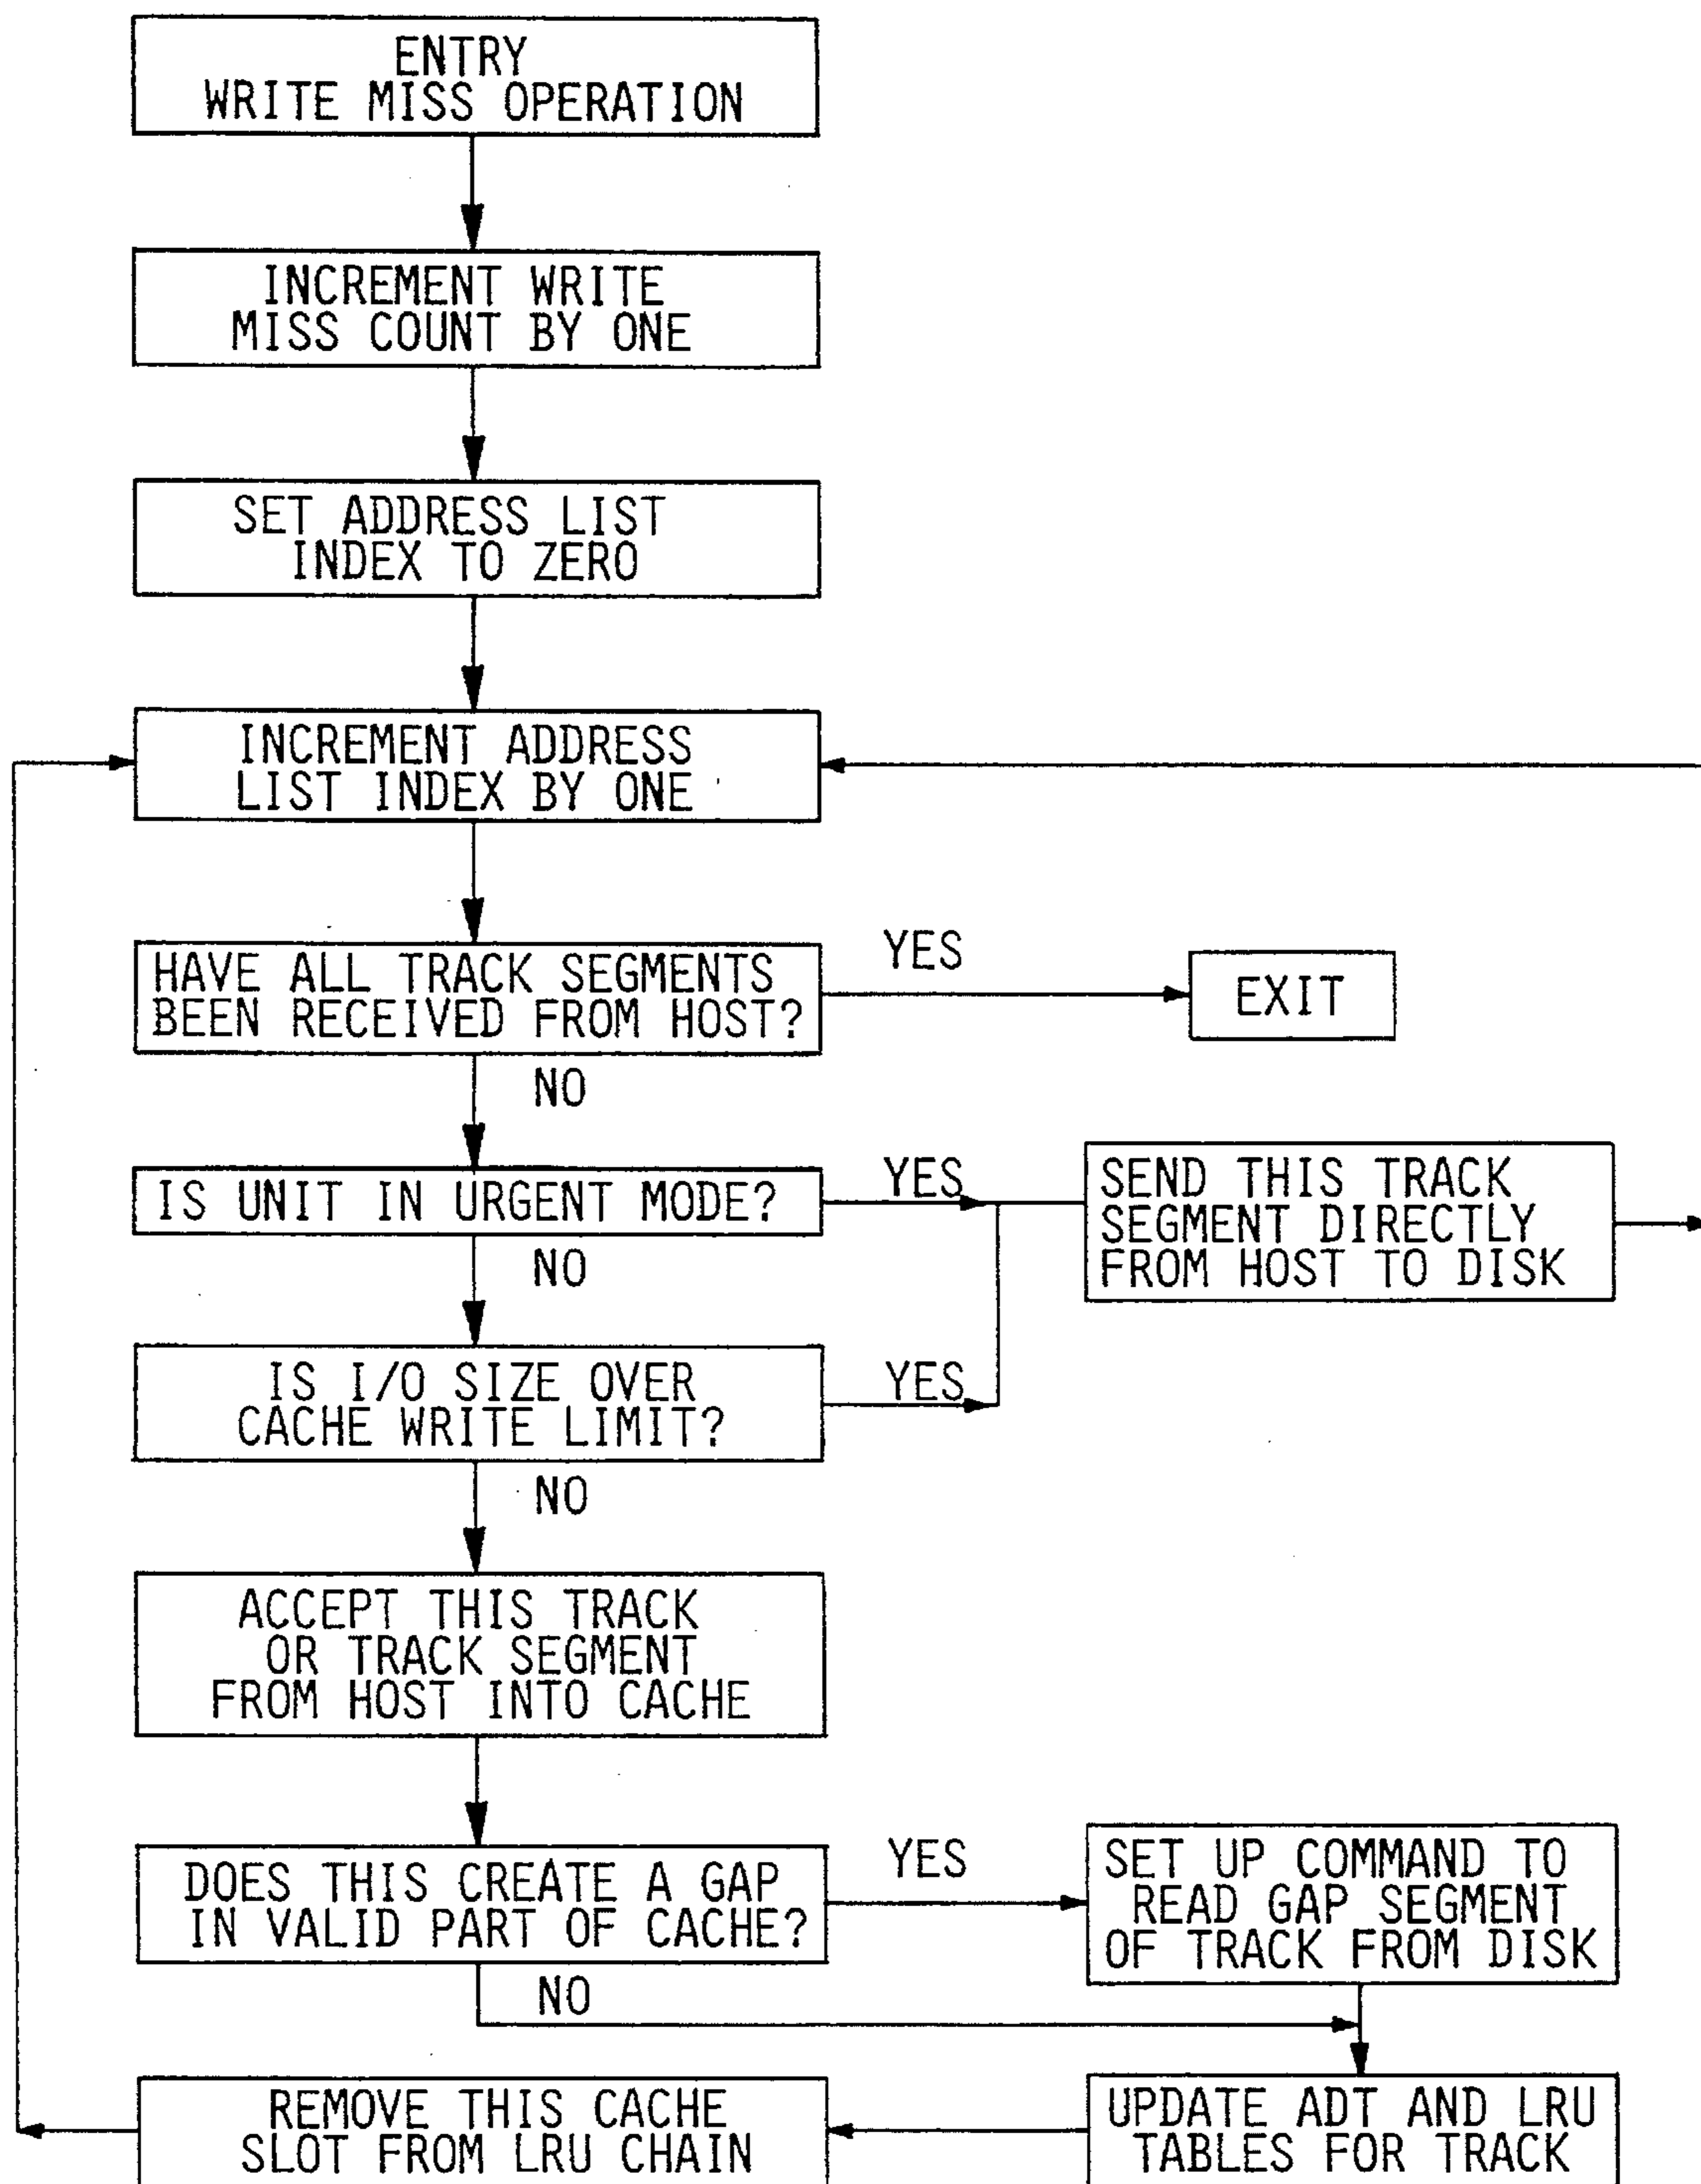 ENTRY
WRITE MISS OPERATION
INCREMENT WRITE
MISS COUNT BY ONE
SET ADDRESS LIST
INDEX TO ZERO
INCREMENT ADDRESS
LIST INDEX BY ONE
HAVE ALL TRACK SEGMENTS
BEEN RECEIVED FROM HOST?
YES
EXIT
NO
IS UNIT IN URGENT MODE?
YES
SEND THIS TRACK
SEGMENT DIRECTLY
FROM HOST TO DISK
NO
IS I/O SIZE OVER
CACHE WRITE LIMIT?
YES
NO
ACCEPT THIS TRACK
OR TRACK SEGMENT
FROM HOST INTO CACHE
DOES THIS CREATE A GAP
IN VALID PART OF CACHE?
YES
SET UP COMMAND TO
READ GAP SEGMENT
OF TRACK FROM DISK
NO
REMOVE THIS CACHE
SLOT FROM LRU CHAIN
UPDATE ADT AND LRU
TABLES FOR TRACK